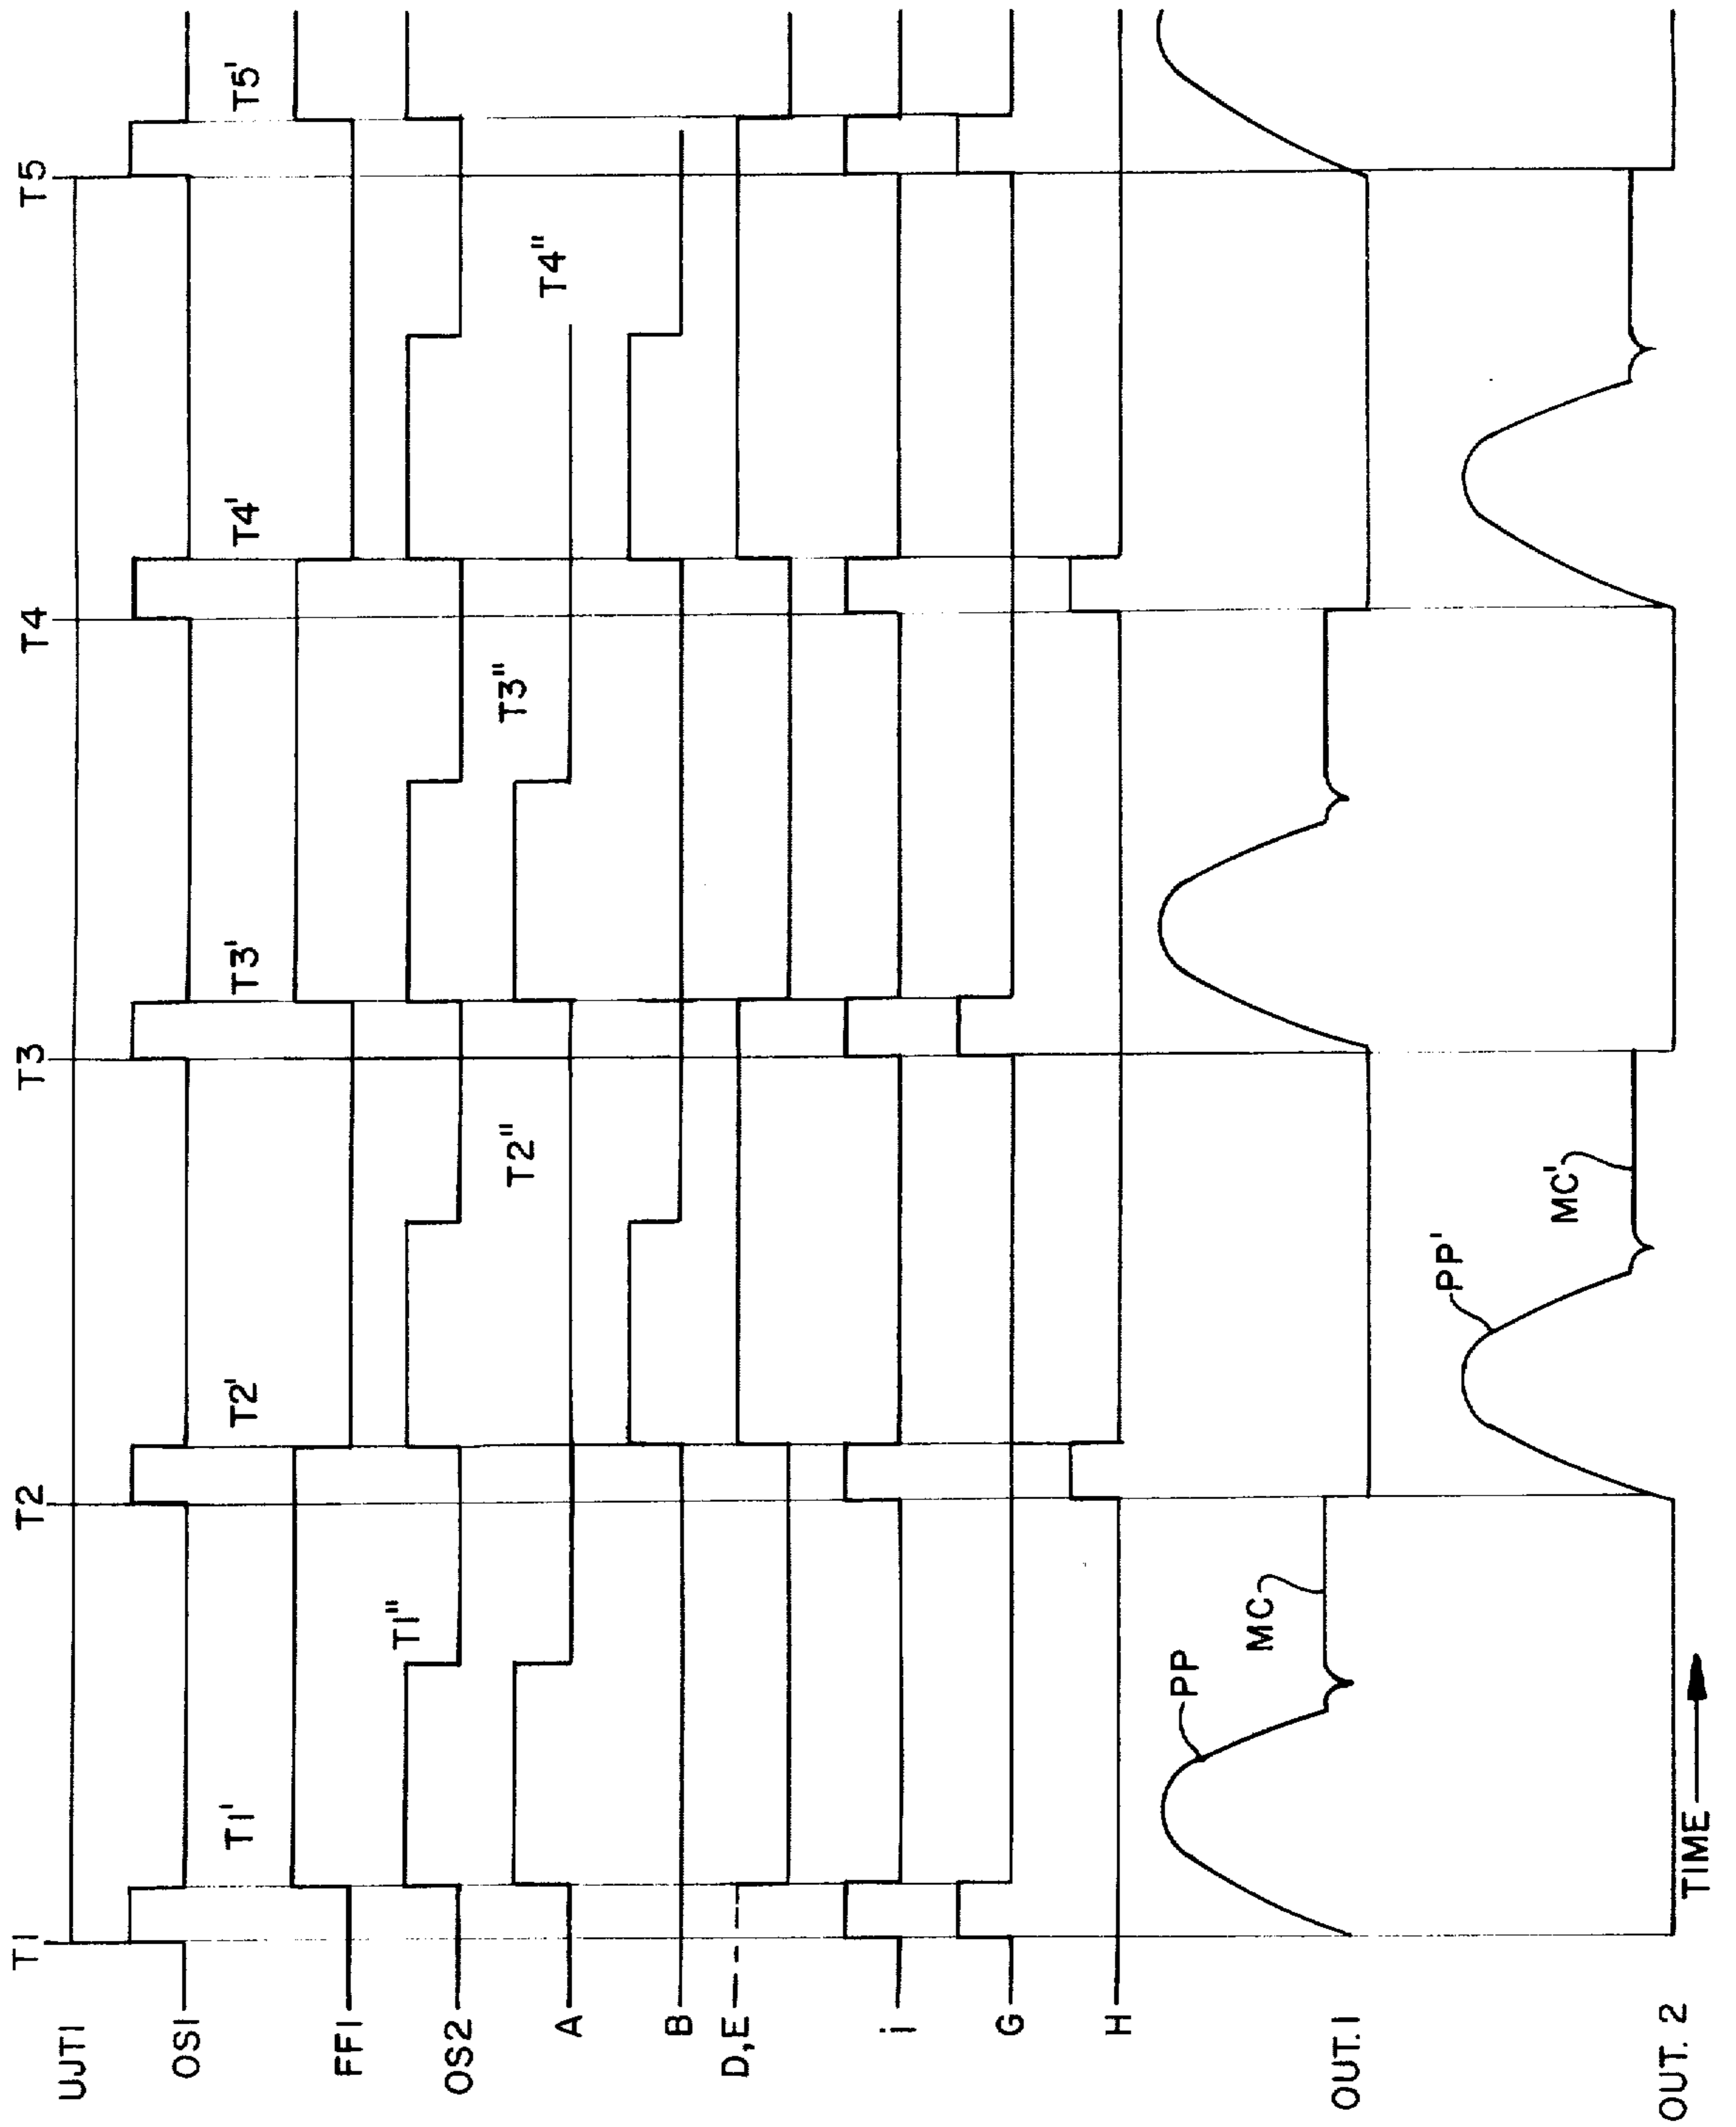 T1 T2 T3 T4 T5
UJT1
OS1
T1' T2' T3' T4' T5'
FF1
OS2
T1" T2" T3" T4"
A
B
D,E
i
G
H
PP
MC
OUT.1
PP'
MC'
OUT. 2
TIME